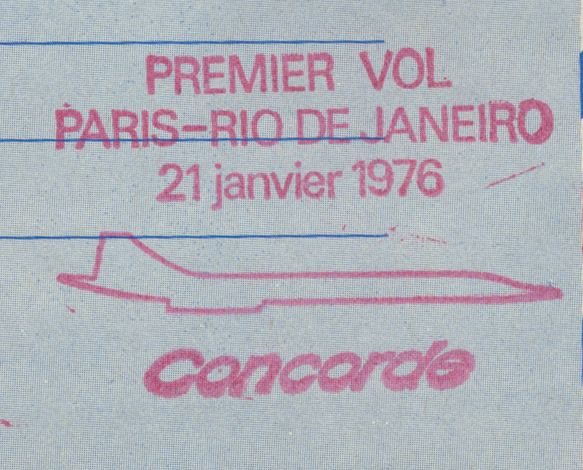 PREMIER VOL
PARIS-RIO DE JANEIRO
21 janvier 1976
Concorde